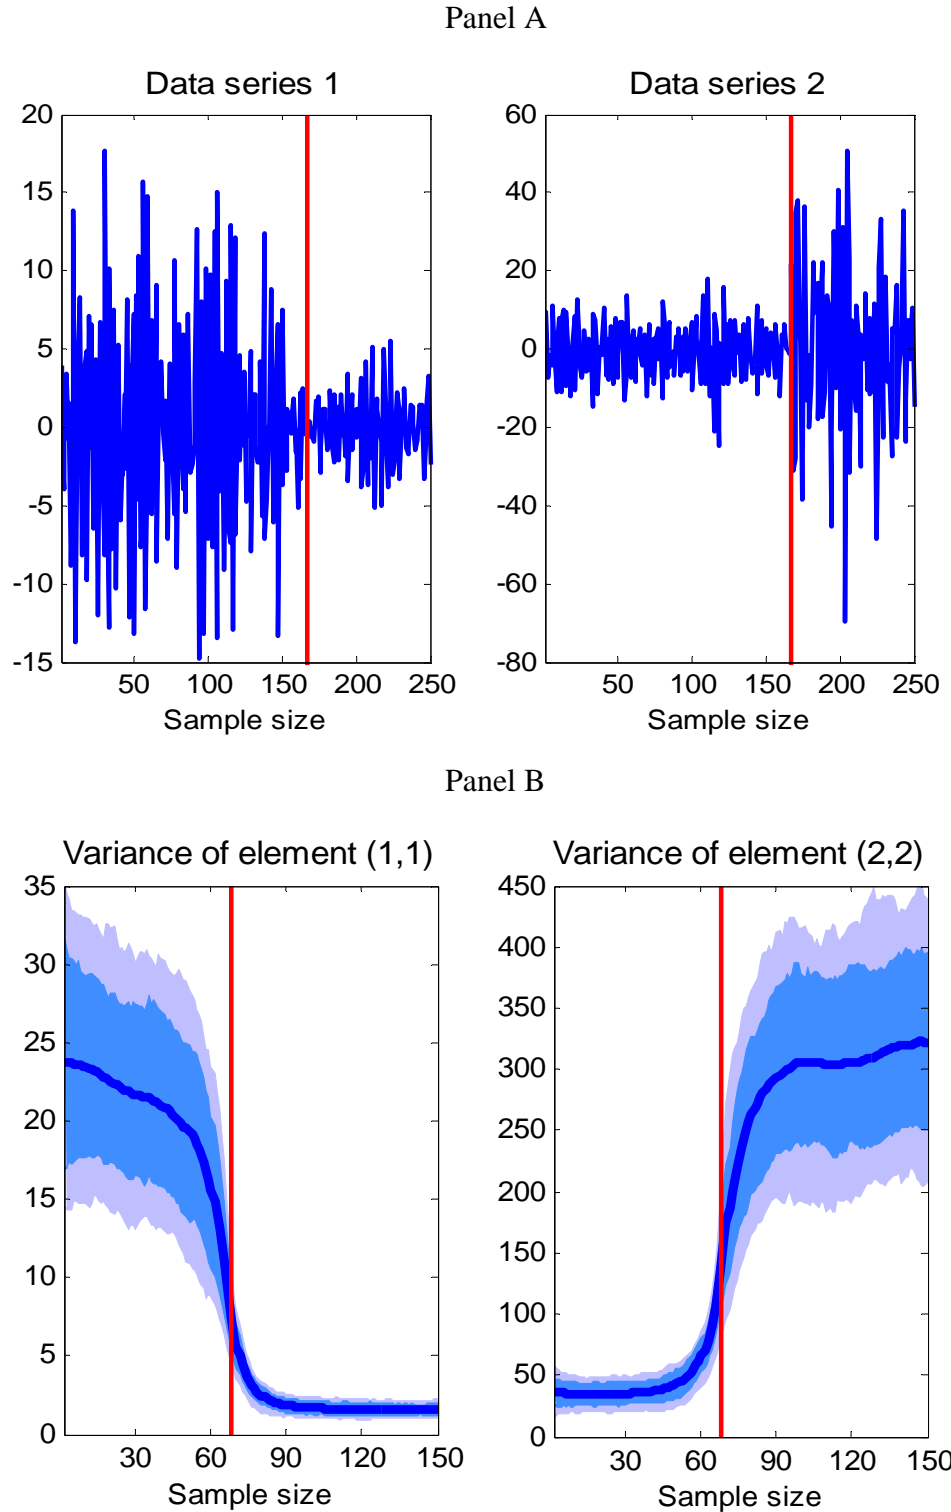 Panel A
Data series 1
Data series 2
20
15
10
5
0
-5
-10
-15
50 100 150 200 250
Sample size
60
40
20
0
-20
-40
-60
-80
50 100 150 200 250
Sample size
Panel B
Variance of element (1,1)
Variance of element (2,2)
35
30
25
20
15
10
5
0
30 60 90 120 150
Sample size
450
400
350
300
250
200
150
100
50
0
30 60 90 120 150
Sample size